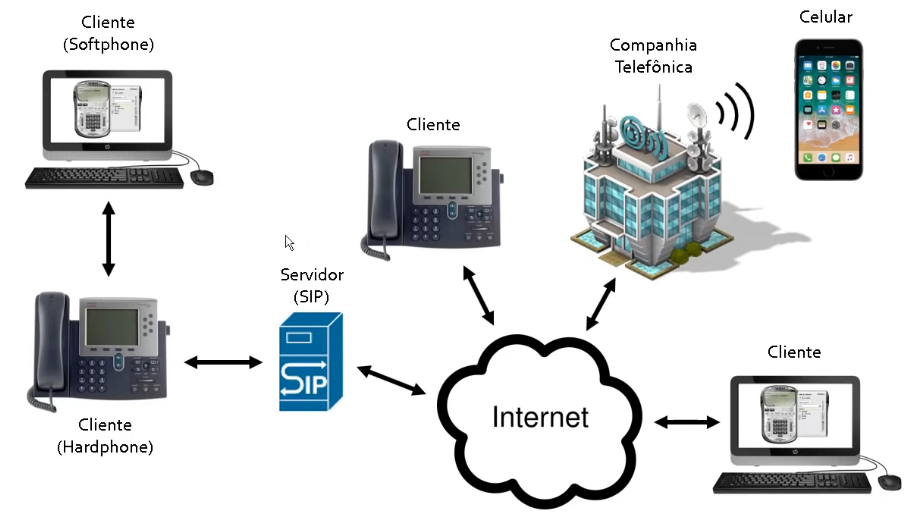 Cliente
(Softphone)
Celular
Companhia
Telefônica
Cliente
Servidor
(SIP)
SIP
Cliente
(Hardphone)
Internet
Cliente